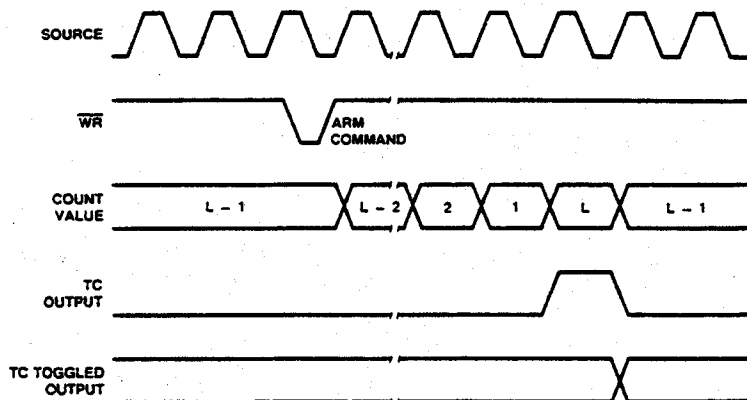 SOURCE
WR
ARM
COMMAND
COUNT
VALUE
L – 1
L – 2
2
1
L
L – 1
TC
OUTPUT
TC TOGGLED
OUTPUT